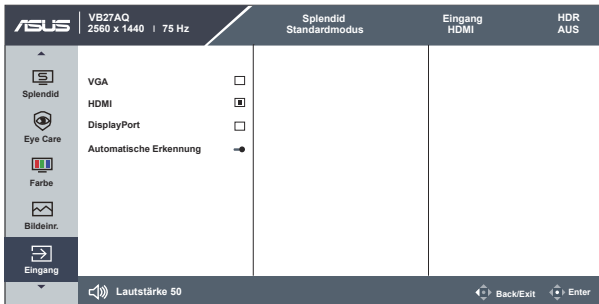 ASUS
VB27AQ
2560 x 1440 | 75 Hz
Splendid
Standardmodus
Eingang
HDMI
HDR
AUS
Splendid
Eye Care
Farbe
Bildeinr.
Eingang
VGA
HDMI
DisplayPort
Automatische Erkennung
Lautstärke 50
Back/Exit
Enter